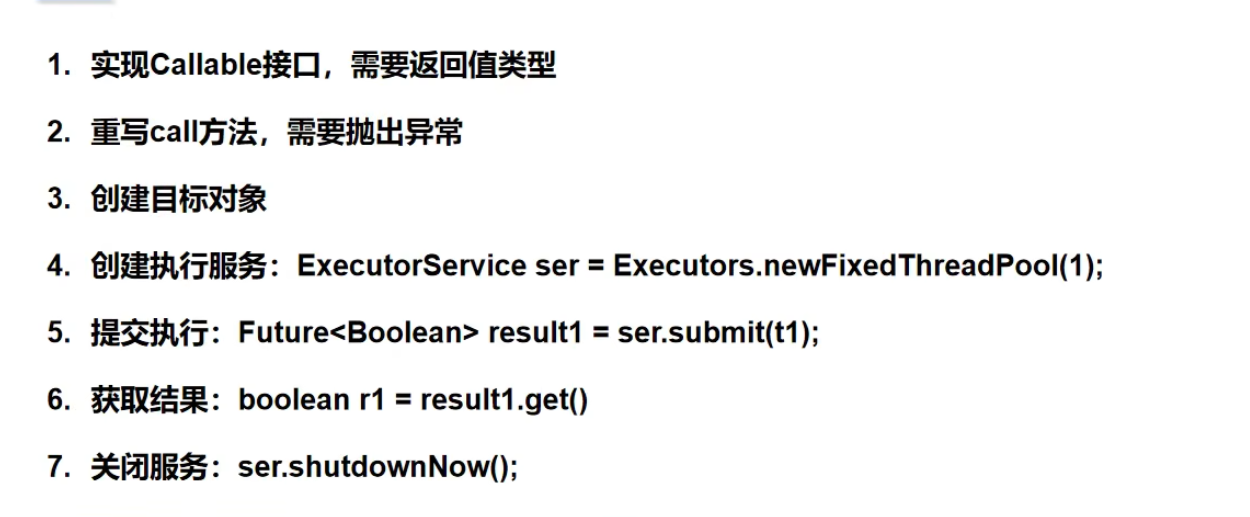 1. 实现Callable接口，需要返回值类型
2. 重写call方法，需要抛出异常
3. 创建目标对象
4. 创建执行服务：ExecutorService ser = Executors.newFixedThreadPool(1);
5. 提交执行：Future<Boolean> result1 = ser.submit(t1);
6. 获取结果：boolean r1 = result1.get()
7. 关闭服务：ser.shutdownNow();